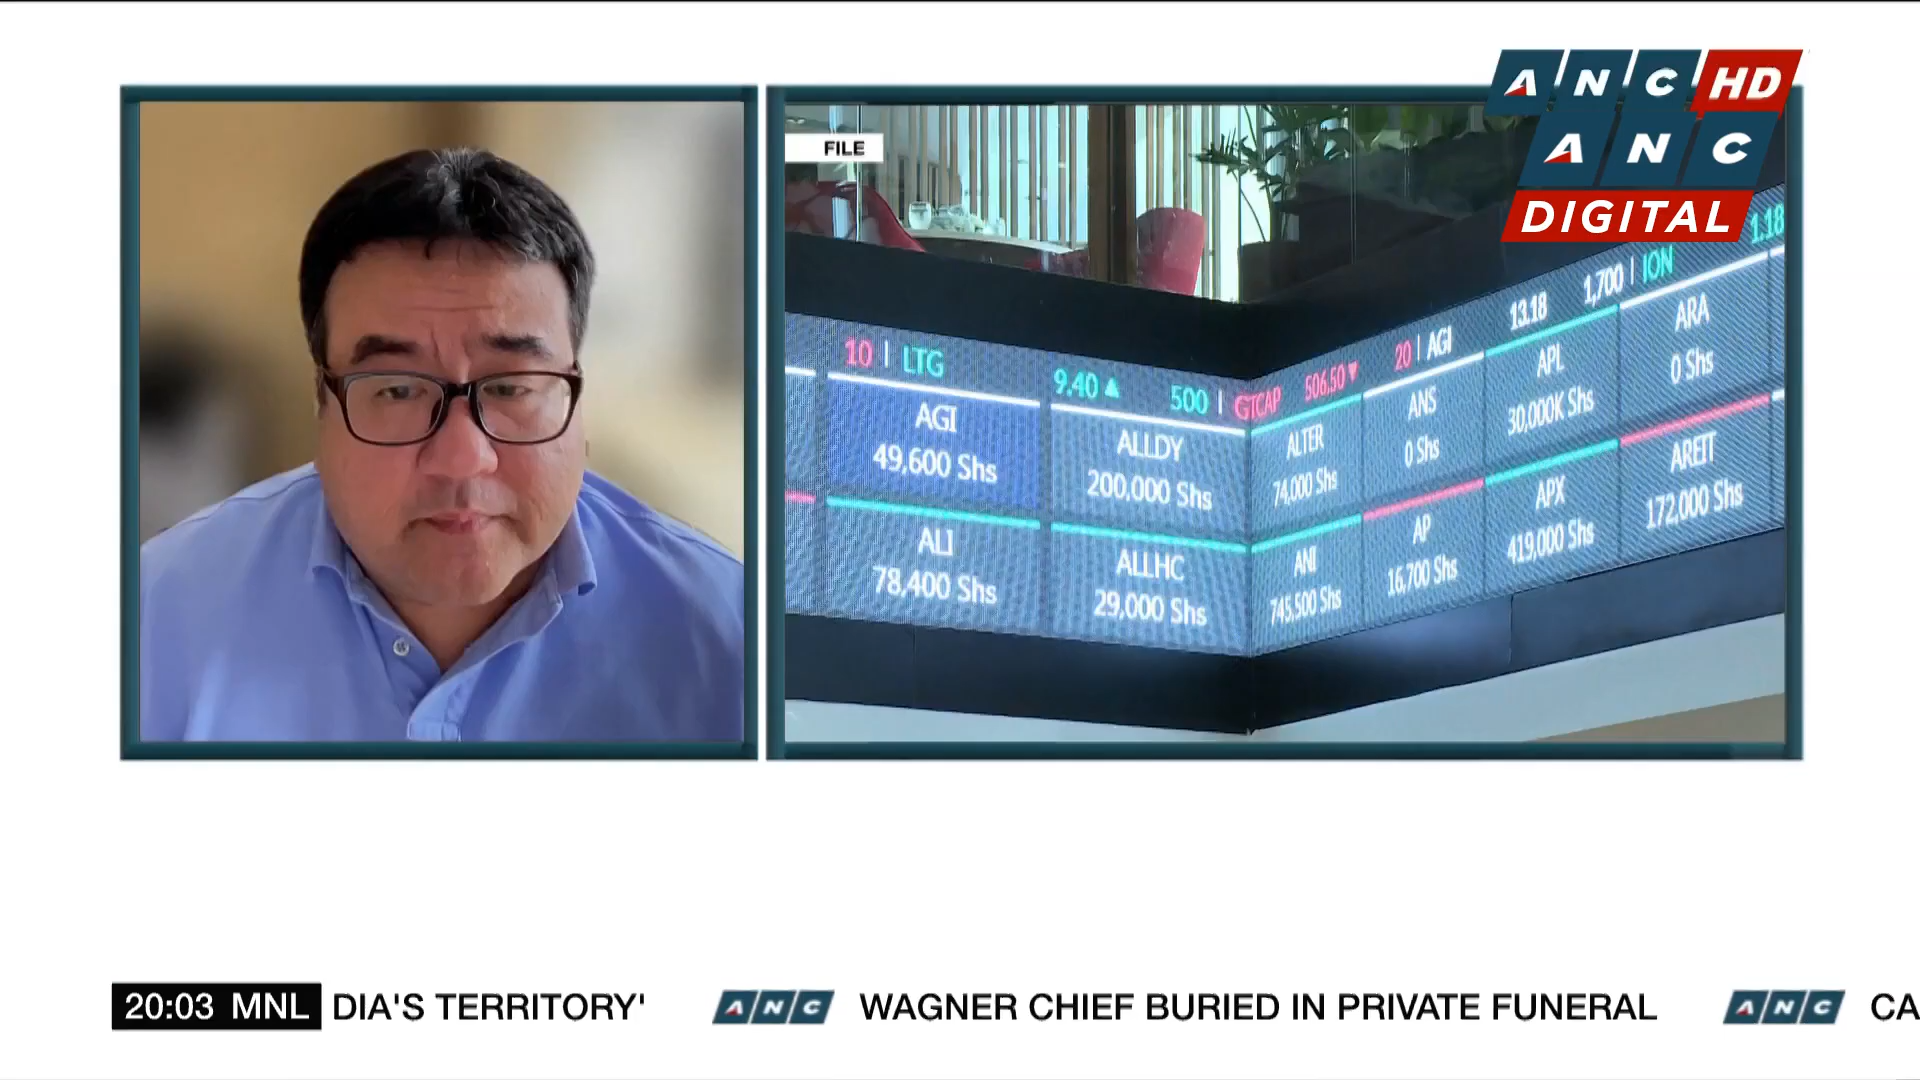 ANC HD
ANC
DIGITAL
FILE
10 | LTG 9.40 ▲ 500 | GTCAP 506.50 ▼ 20 | AGI 13.18 1,700 | ION 1.18
AGI
49,600 Shs
ALLDY
200,000 Shs
ALTER
74,000 Shs
ANS
0 Shs
APL
30,000K Shs
ARA
0 Shs
ALI
78,400 Shs
ALLHC
29,000 Shs
ANI
745,500 Shs
AP
16,700 Shs
APX
419,000 Shs
AREIT
172,000 Shs
20:03 MNL DIA'S TERRITORY' ANC WAGNER CHIEF BURIED IN PRIVATE FUNERAL ANC CA